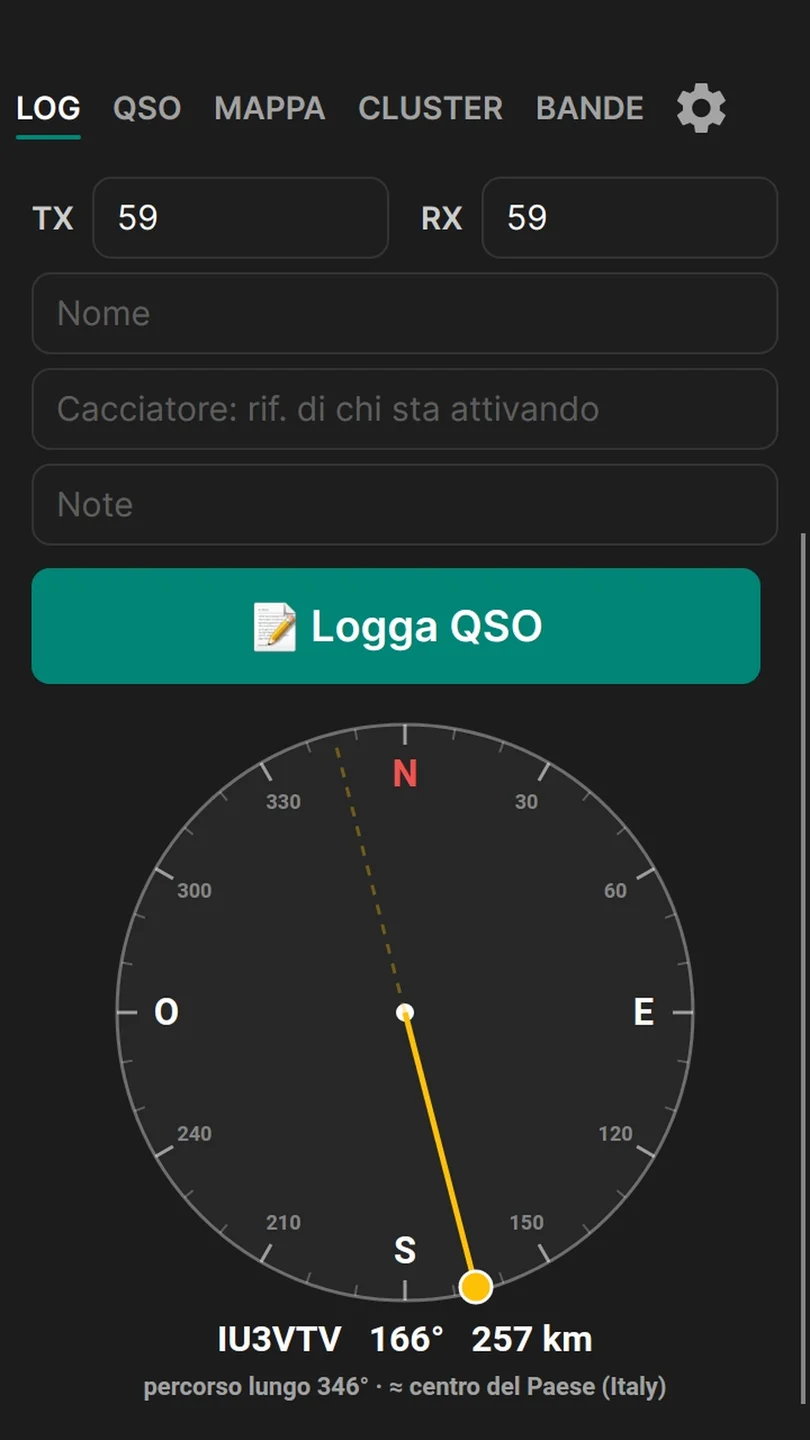 LOG QSO MAPPA CLUSTER BANDE
TX 59 RX 59
Nome
Cacciatore: rif. di chi sta attivando
Note
📝 Logga QSO
N
330 30
300 60
O E
240 120
210 150
S
IU3VTV 166° 257 km
percorso lungo 346° · ≈ centro del Paese (Italy)